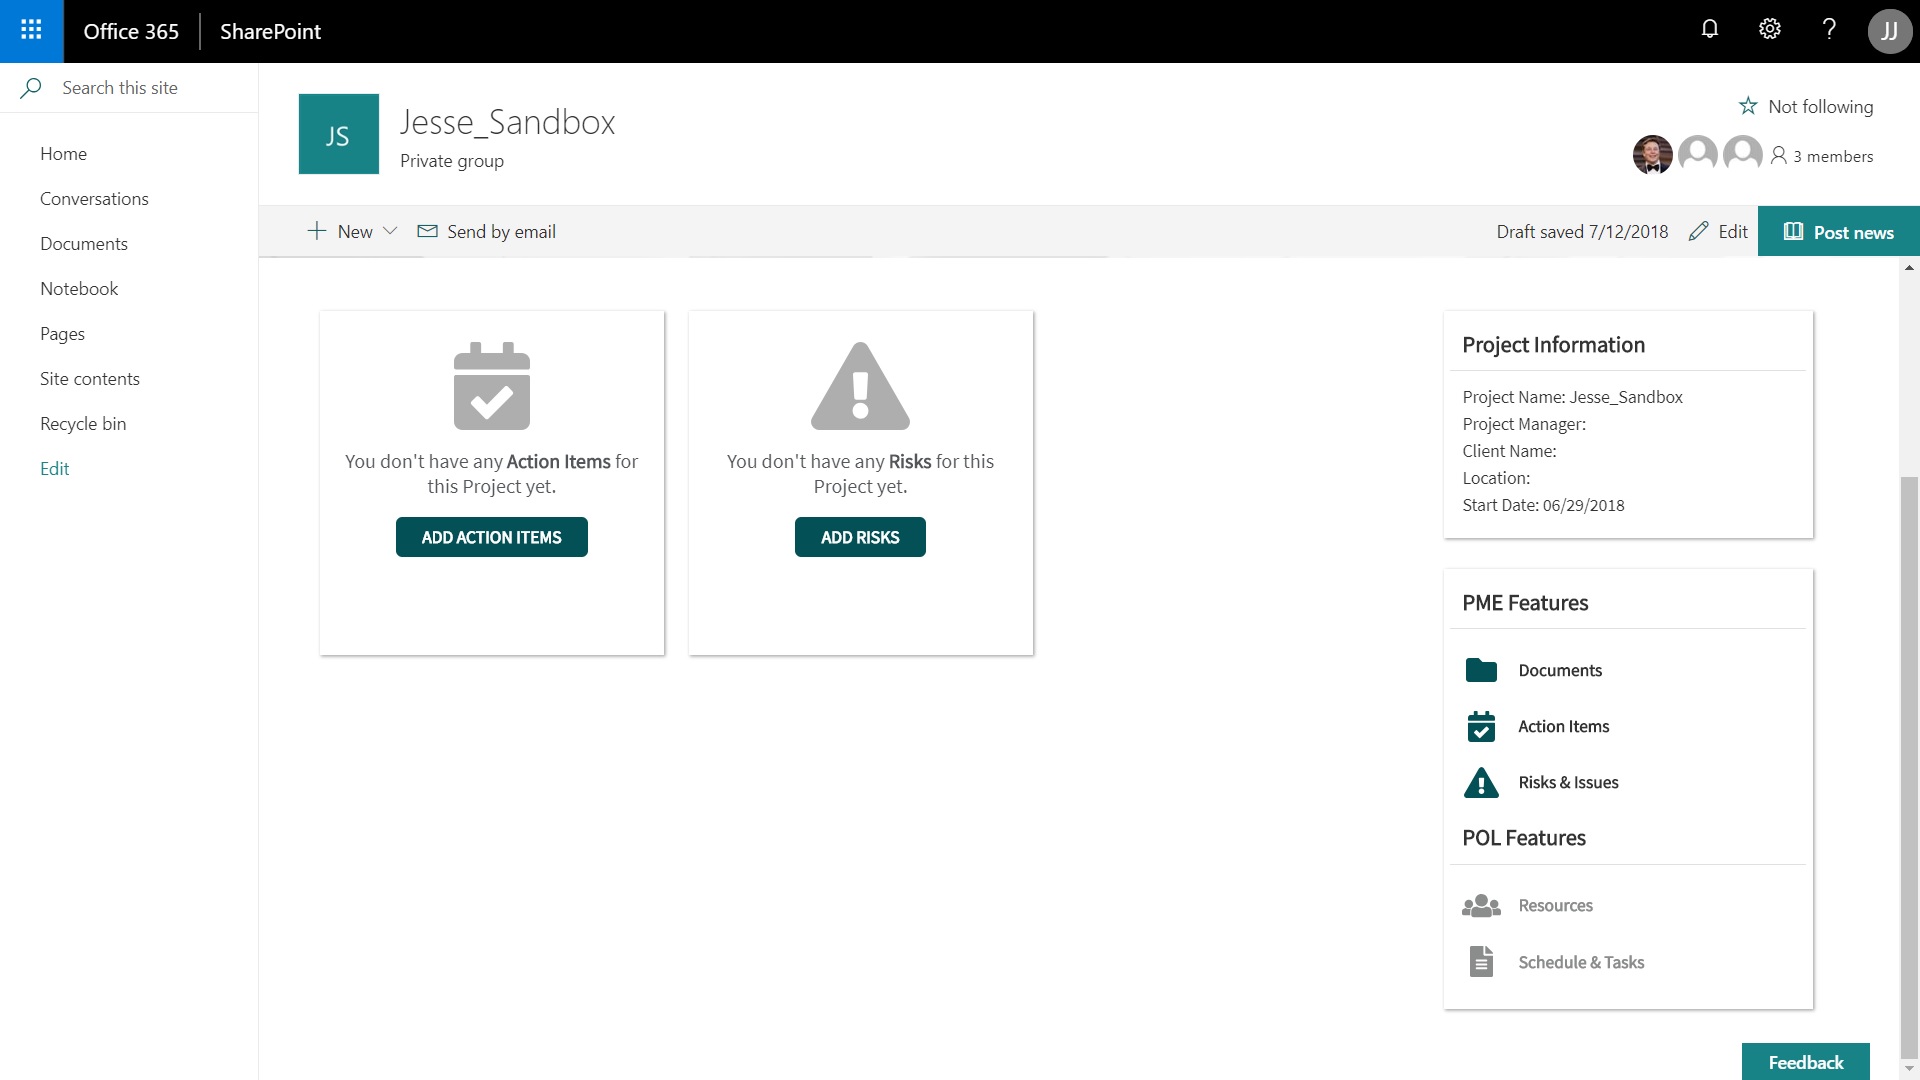 Office 365
SharePoint
?
JJ
Search this site
Home
Conversations
Documents
Notebook
Pages
Site contents
Recycle bin
Edit
JS
Jesse_Sandbox
Private group
Not following
3 members
New
Send by email
Draft saved 7/12/2018
Edit
Post news
You don't have any Action Items for
this Project yet.
ADD ACTION ITEMS
You don't have any Risks for this
Project yet.
ADD RISKS
Project Information
Project Name: Jesse_Sandbox
Project Manager:
Client Name:
Location:
Start Date: 06/29/2018
PME Features
Documents
Action Items
Risks & Issues
POL Features
Resources
Schedule & Tasks
Feedback